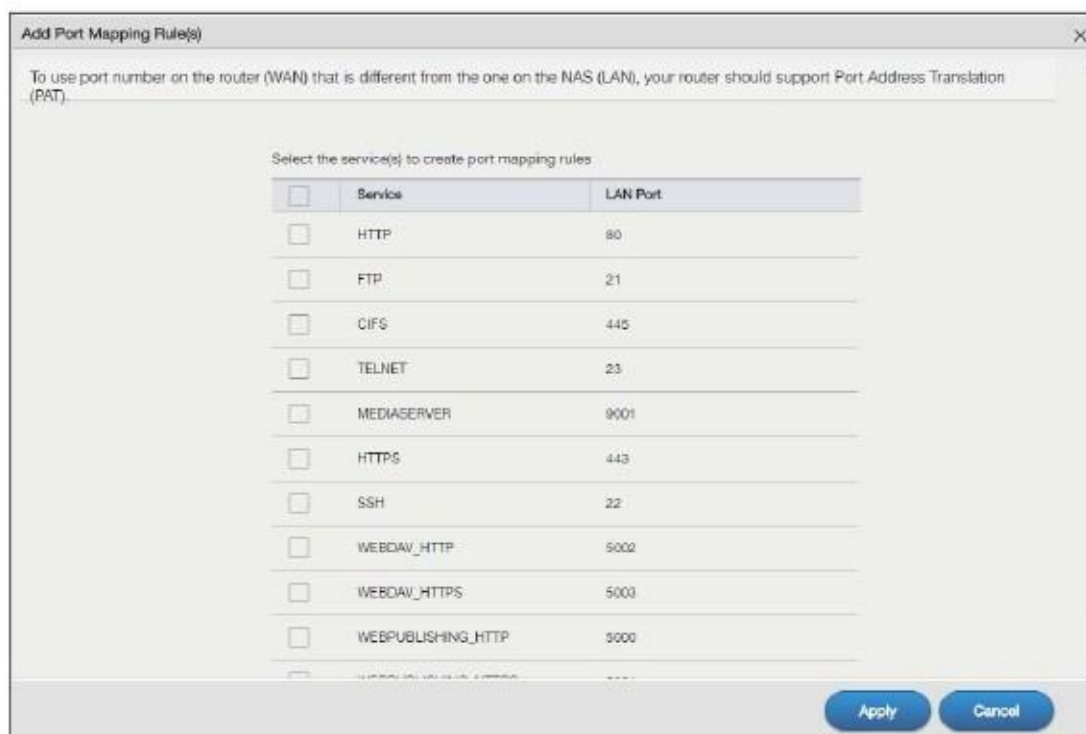 Add Port Mapping Rule(s)
To use port number on the router (WAN) that is different from the one on the NAS (LAN), your router should support Port Address Translation
(PAT).
Select the service(s) to create port mapping rules
Service LAN Port
HTTP 80
FTP 21
CIFS 445
TELNET 23
MEDIASERVER 9001
HTTPS 443
SSH 22
WEBDAV_HTTP 5002
WEBDAV_HTTPS 5003
WEBPUBLISHING_HTTP 5000
Apply Cancel